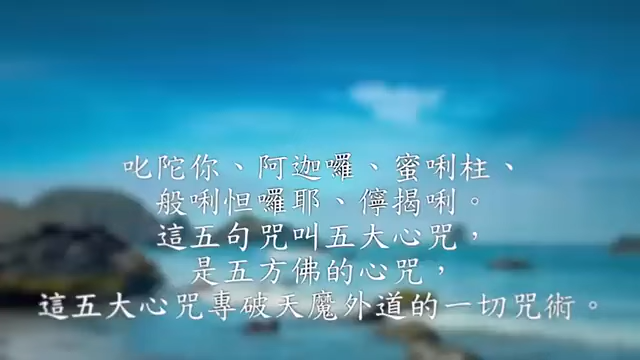 叱陀你、阿迦囉、蜜唎柱、
般唎怛囉耶、儜揭唎。
這五句咒叫五大心咒，
是五方佛的心咒，
這五大心咒專破天魔外道的一切咒術。